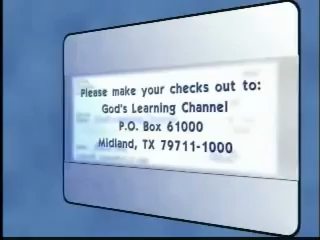 Please make your checks out to:
God's Learning Channel
P.O. Box 61000
Midland, TX 79711-1000